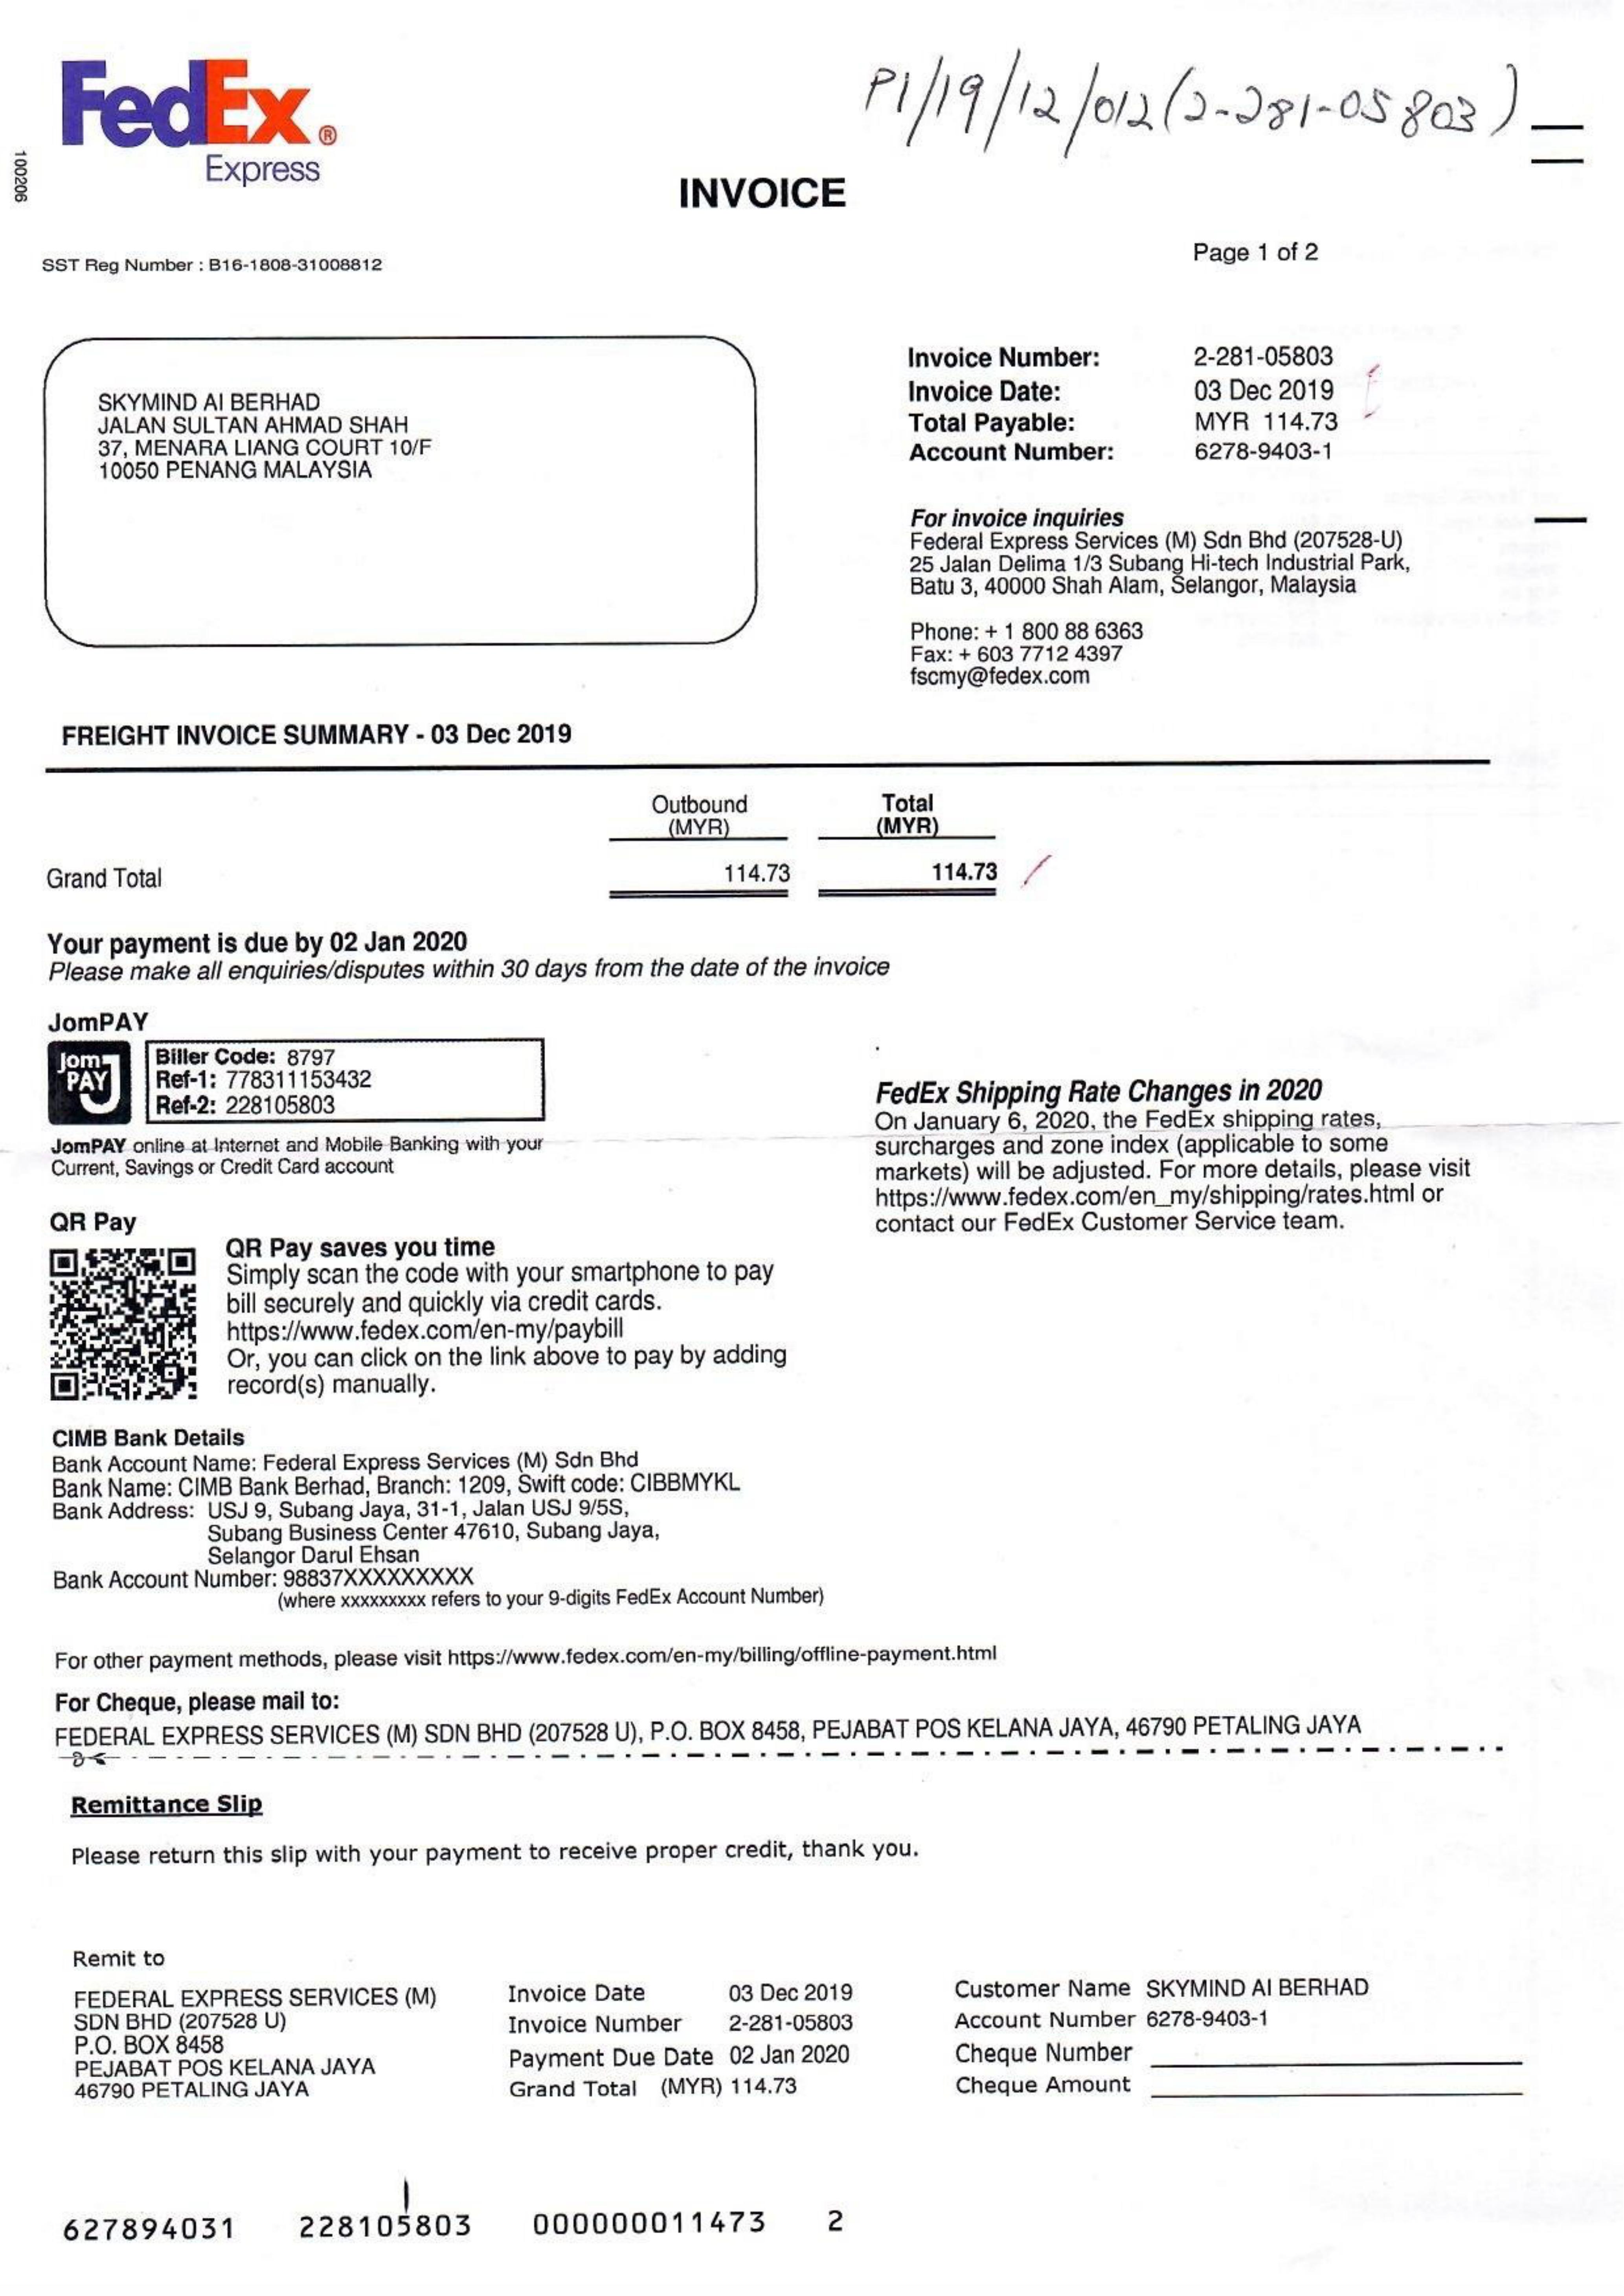 FedEx®
Express
100206
P1/19/12/012(2-281-05803)
INVOICE
SST Reg Number : B16-1808-31008812
Page 1 of 2
SKYMIND AI BERHAD
JALAN SULTAN AHMAD SHAH
37, MENARA LIANG COURT 10/F
10050 PENANG MALAYSIA
Invoice Number: 2-281-05803
Invoice Date: 03 Dec 2019
Total Payable: MYR 114.73
Account Number: 6278-9403-1
For invoice inquiries
Federal Express Services (M) Sdn Bhd (207528-U)
25 Jalan Delima 1/3 Subang Hi-tech Industrial Park,
Batu 3, 40000 Shah Alam, Selangor, Malaysia
Phone: + 1 800 88 6363
Fax: + 603 7712 4397
fscmy@fedex.com
FREIGHT INVOICE SUMMARY - 03 Dec 2019
Outbound Total
(MYR) (MYR)
Grand Total 114.73 114.73
Your payment is due by 02 Jan 2020
Please make all enquiries/disputes within 30 days from the date of the invoice
JomPAY
Jom
PAY
Biller Code: 8797
Ref-1: 778311153432
Ref-2: 228105803
JomPAY online at Internet and Mobile Banking with your
Current, Savings or Credit Card account
FedEx Shipping Rate Changes in 2020
On January 6, 2020, the FedEx shipping rates,
surcharges and zone index (applicable to some
markets) will be adjusted. For more details, please visit
https://www.fedex.com/en_my/shipping/rates.html or
contact our FedEx Customer Service team.
QR Pay
QR Pay saves you time
Simply scan the code with your smartphone to pay
bill securely and quickly via credit cards.
https://www.fedex.com/en-my/paybill
Or, you can click on the link above to pay by adding
record(s) manually.
CIMB Bank Details
Bank Account Name: Federal Express Services (M) Sdn Bhd
Bank Name: CIMB Bank Berhad, Branch: 1209, Swift code: CIBBMYKL
Bank Address: USJ 9, Subang Jaya, 31-1, Jalan USJ 9/5S,
Subang Business Center 47610, Subang Jaya,
Selangor Darul Ehsan
Bank Account Number: 98837XXXXXXXXX
(where xxxxxxxxx refers to your 9-digits FedEx Account Number)
For other payment methods, please visit https://www.fedex.com/en-my/billing/offline-payment.html
For Cheque, please mail to:
FEDERAL EXPRESS SERVICES (M) SDN BHD (207528 U), P.O. BOX 8458, PEJABAT POS KELANA JAYA, 46790 PETALING JAYA
Remittance Slip
Please return this slip with your payment to receive proper credit, thank you.
Remit to
FEDERAL EXPRESS SERVICES (M)
SDN BHD (207528 U)
P.O. BOX 8458
PEJABAT POS KELANA JAYA
46790 PETALING JAYA
Invoice Date 03 Dec 2019
Invoice Number 2-281-05803
Payment Due Date 02 Jan 2020
Grand Total (MYR) 114.73
Customer Name SKYMIND AI BERHAD
Account Number 6278-9403-1
Cheque Number
Cheque Amount
627894031 228105803 000000011473 2